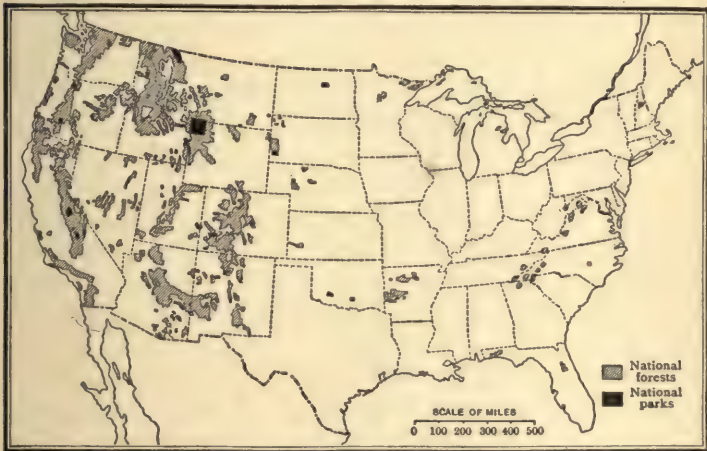 National
forests
National
parks
SCALE OF MILES
0 100 200 300 400 500